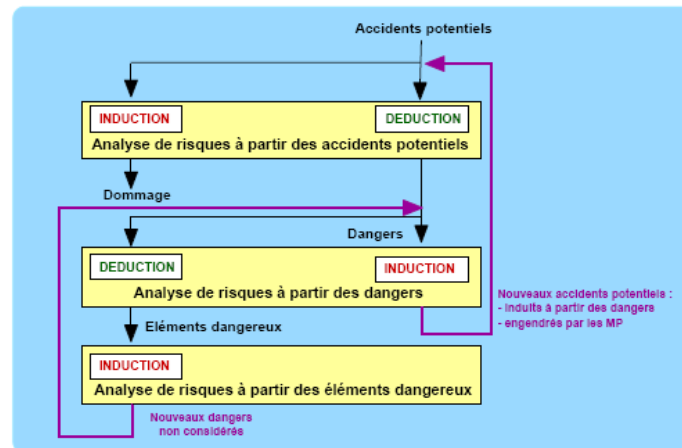 Accidents potentiels
INDUCTION
DEDUCTION
Analyse de risques à partir des accidents potentiels
Dommage
Dangers
DEDUCTION
INDUCTION
Analyse de risques à partir des dangers
Nouveaux accidents potentiels :
- induits à partir des dangers
- engendrés par les MP
Eléments dangereux
INDUCTION
Analyse de risques à partir des éléments dangereux
Nouveaux dangers
non considérés